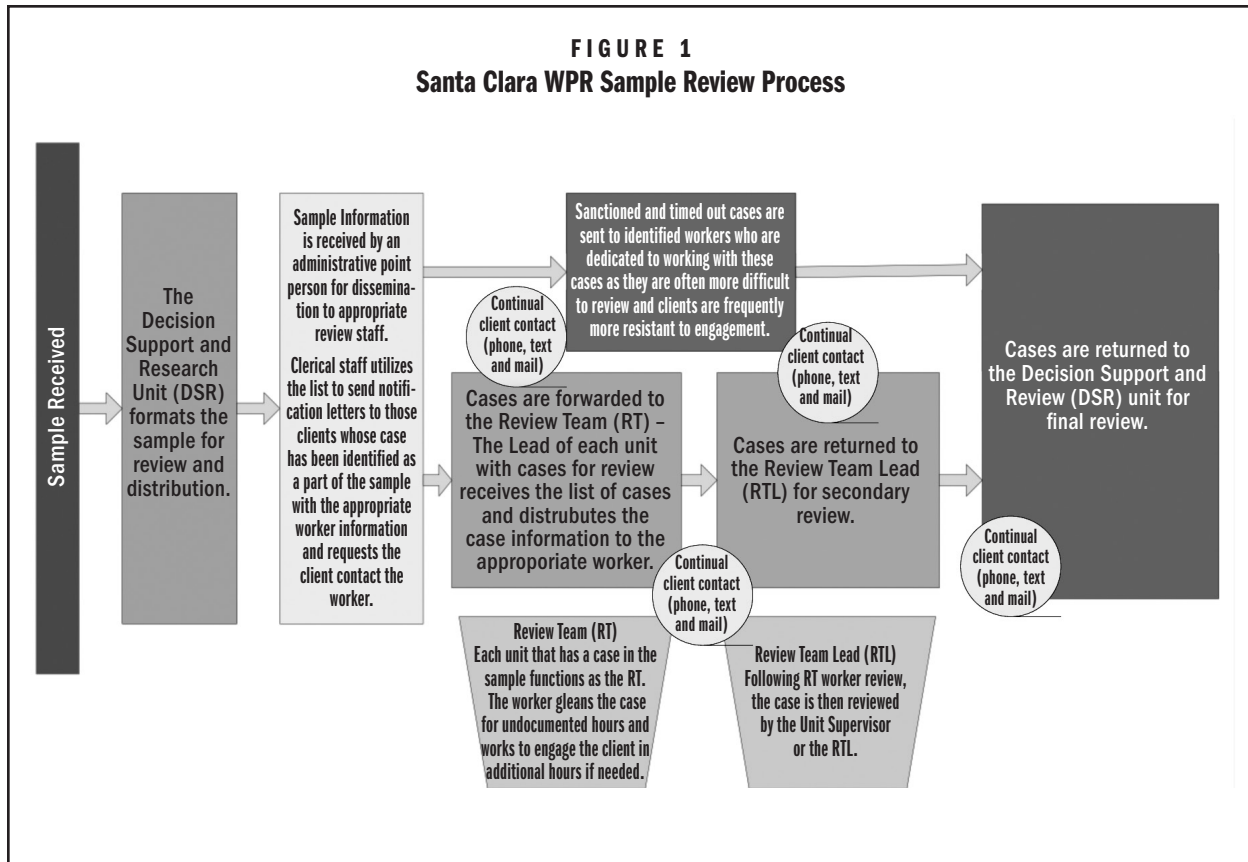 FIGURE 1
Santa Clara WPR Sample Review Process
Sample Received
The
Decision
Support and
Research
Unit (DSR)
formats the
sample for
review and
distribution.
Sample Information
is received by an
administrative point
person for dissemina-
tion to appropriate
review staff.
Clerical staff utilizes
the list to send notifi-
cation letters to those
clients whose case
has been identified as
a part of the sample
with the appropriate
worker information
and requests the
client contact the
worker.
Sanctioned and timed out cases are
sent to identified workers who are
dedicated to working with these
cases as they are often more difficult
to review and clients are frequently
more resistant to engagement.
Continual
client contact
(phone, text
and mail)
Continual
client contact
(phone, text
and mail)
Cases are forwarded to
the Review Team (RT) –
The Lead of each unit
with cases for review
receives the list of cases
and distrubutes the
case information to the
approporiate worker.
Cases are returned to
the Review Team Lead
(RTL) for secondary
review.
Continual
client contact
(phone, text
and mail)
Cases are returned to
the Decision Support and
Review (DSR) unit for
final review.
Continual
client contact
(phone, text
and mail)
Review Team (RT)
Each unit that has a case in the
sample functions as the RT.
The worker gleans the case
for undocumented hours and
works to engage the client in
additional hours if needed.
Review Team Lead (RTL)
Following RT worker review,
the case is then reviewed
by the Unit Supervisor
or the RTL.